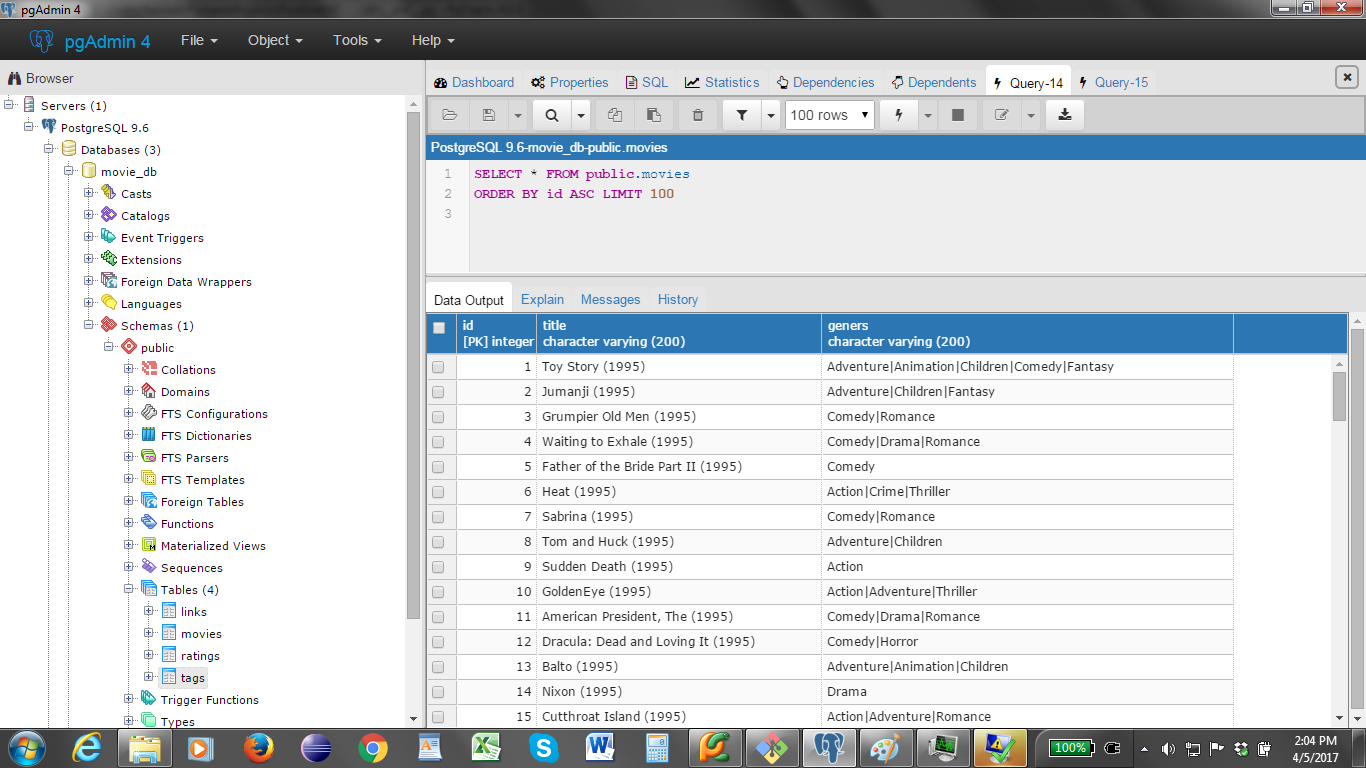 pgAdmin 4
pgAdmin 4 File Object Tools Help
Browser
Servers (1)
PostgreSQL 9.6
Databases (3)
movie_db
Casts
Catalogs
Event Triggers
Extensions
Foreign Data Wrappers
Languages
Schemas (1)
public
Collations
Domains
FTS Configurations
FTS Dictionaries
FTS Parsers
FTS Templates
Foreign Tables
Functions
Materialized Views
Sequences
Tables (4)
links
movies
ratings
tags
Trigger Functions
Types
Dashboard Properties SQL Statistics Dependencies Dependents Query-14 Query-15
100 rows
PostgreSQL 9.6-movie_db-public.movies
1 SELECT * FROM public.movies
2 ORDER BY id ASC LIMIT 100
3
Data Output Explain Messages History
id title geners
[PK] integer character varying (200) character varying (200)
1 Toy Story (1995) Adventure|Animation|Children|Comedy|Fantasy
2 Jumanji (1995) Adventure|Children|Fantasy
3 Grumpier Old Men (1995) Comedy|Romance
4 Waiting to Exhale (1995) Comedy|Drama|Romance
5 Father of the Bride Part II (1995) Comedy
6 Heat (1995) Action|Crime|Thriller
7 Sabrina (1995) Comedy|Romance
8 Tom and Huck (1995) Adventure|Children
9 Sudden Death (1995) Action
10 GoldenEye (1995) Action|Adventure|Thriller
11 American President, The (1995) Comedy|Drama|Romance
12 Dracula: Dead and Loving It (1995) Comedy|Horror
13 Balto (1995) Adventure|Animation|Children
14 Nixon (1995) Drama
15 Cutthroat Island (1995) Action|Adventure|Romance
100%
2:04 PM
4/5/2017